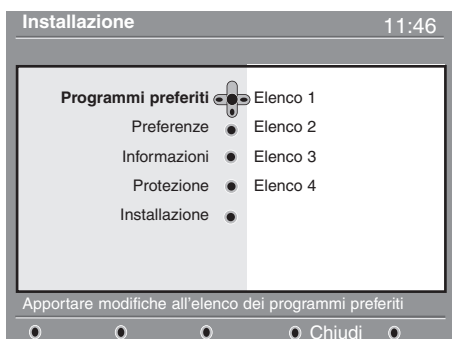 Installazione 11:46
Programmi preferiti Elenco 1
Preferenze Elenco 2
Informazioni Elenco 3
Protezione Elenco 4
Installazione
Apportare modifiche all'elenco dei programmi preferiti
Chiudi